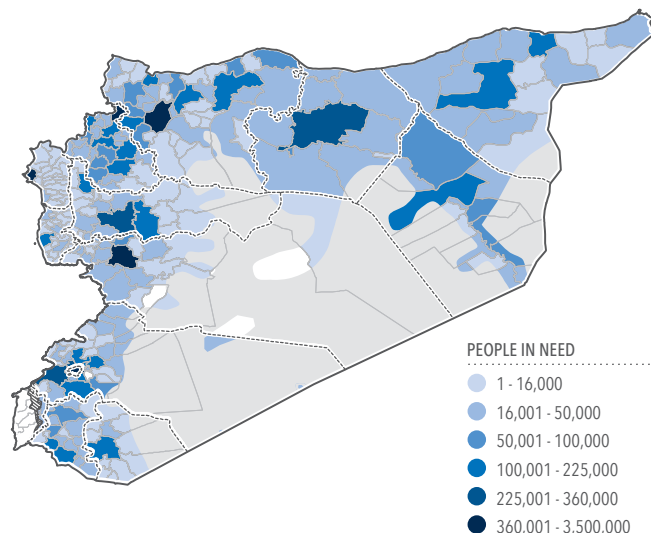 PEOPLE IN NEED
1 - 16,000
16,001 - 50,000
50,001 - 100,000
100,001 - 225,000
225,001 - 360,000
360,001 - 3,500,000